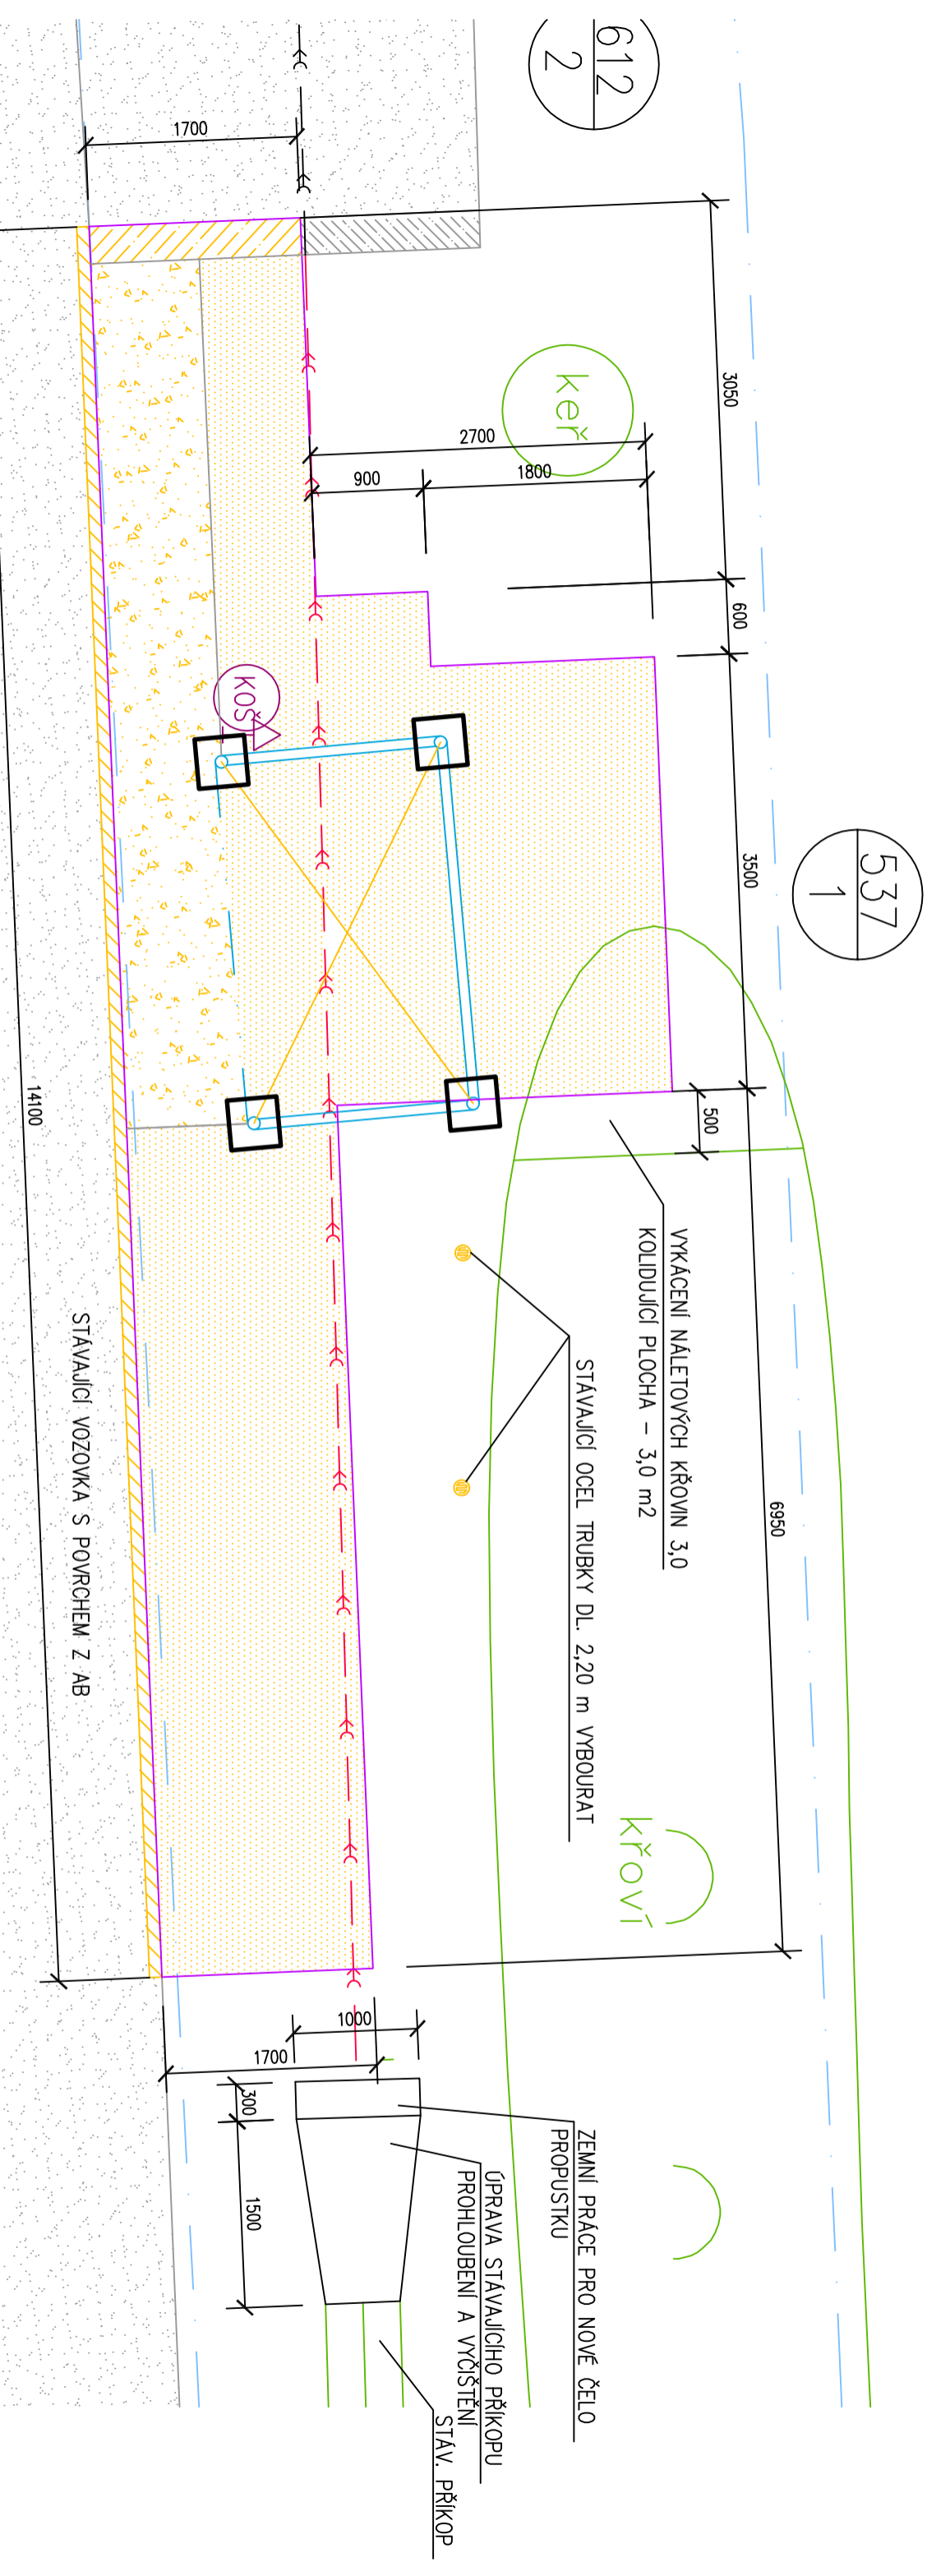 612
2
1700
3050
keř
2700
900
1800
600
KOŠ
3500
537
1
500
14100
VYKÁCENÍ NÁLETOVÝCH KŘOVIN 3,0
KOLIDUJÍCÍ PLOCHA - 3,0 m2
STÁVAJÍCÍ OCEL TRUBKY DL. 2,20 m VYBOURAT
6950
STÁVAJÍCÍ VOZOVKA S POVRCHEM Z AB
křoví
1000
1700
300
1500
ZEMNÍ PRÁCE PRO NOVÉ ČELO
PROPUSTKU
ÚPRAVA STÁVAJÍCÍHO PŘÍKOPU
PROHLOUBENÍ A VYČIŠTĚNÍ
STÁV. PŘÍKOP